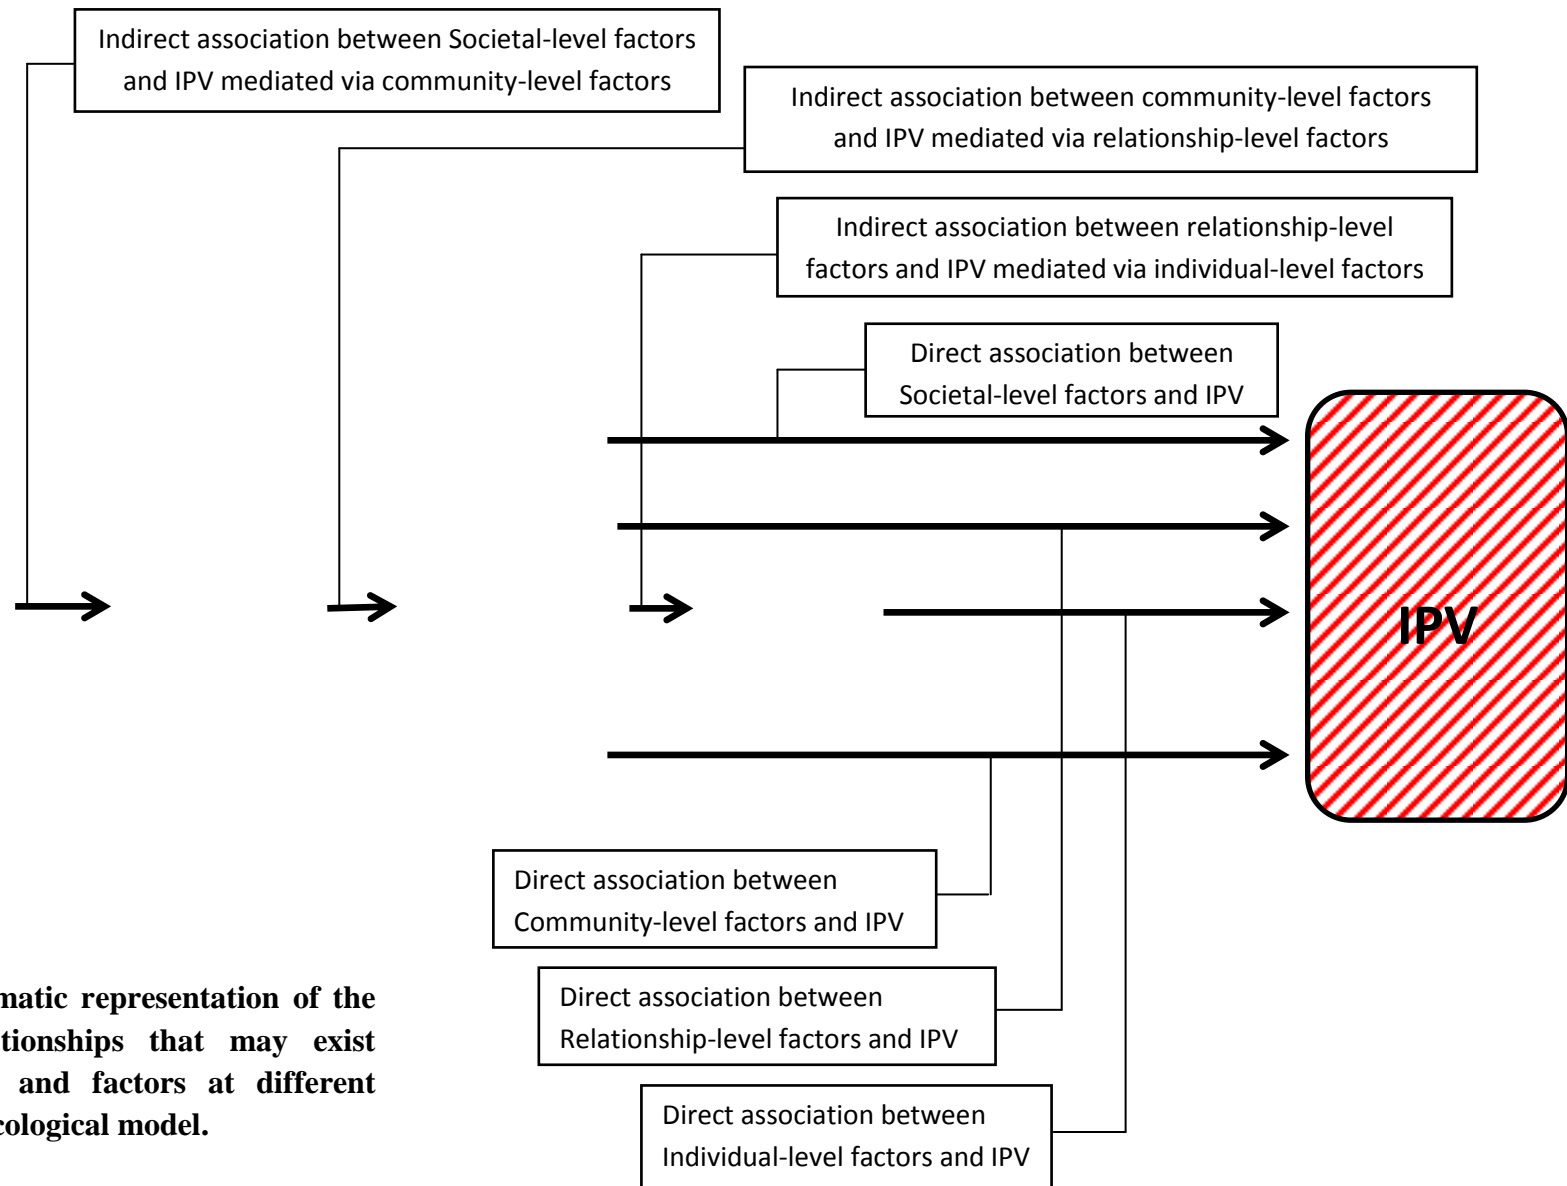 Indirect association between Societal-level factors
and IPV mediated via community-level factors
Indirect association between community-level factors
and IPV mediated via relationship-level factors
Indirect association between relationship-level
factors and IPV mediated via individual-level factors
Direct association between
Societal-level factors and IPV
IPV
Direct association between
Community-level factors and IPV
Direct association between
Relationship-level factors and IPV
Direct association between
Individual-level factors and IPV
matic representation of the
tionships that may exist
and factors at different
cological model.